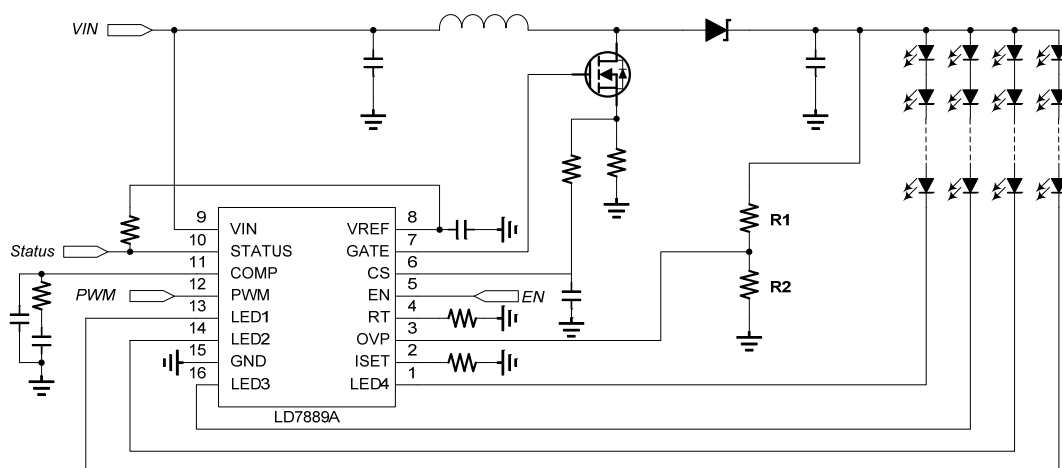 VIN
R1
R2
9 VIN VREF 8
Status 10 STATUS GATE 7
11 COMP CS 6
PWM 12 PWM EN 5 EN
13 LED1 RT 4
14 LED2 OVP 3
15 GND ISET 2
16 LED3 LED4 1
LD7889A